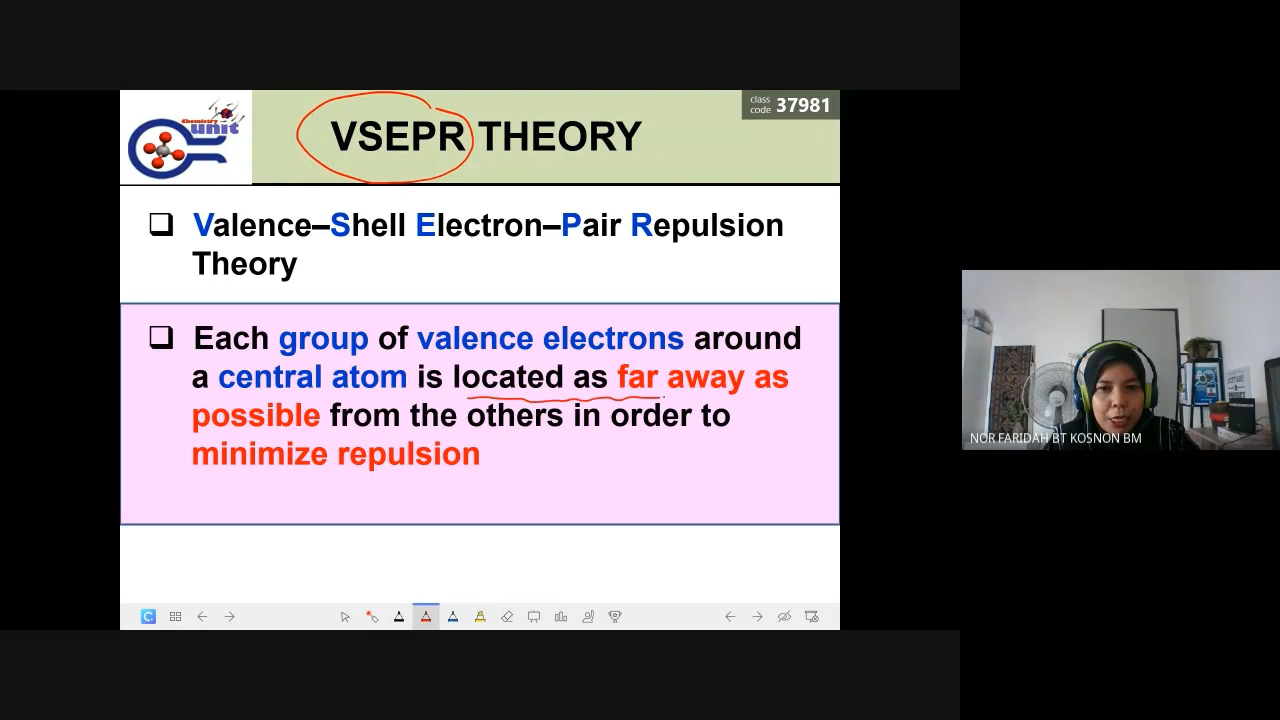 Chemistry
unit
VSEPR THEORY
class
code 37981
❑ Valence–Shell Electron–Pair Repulsion
Theory
❑ Each group of valence electrons around
a central atom is located as far away as
possible from the others in order to
minimize repulsion
NOR FARIDAH BT KOSNON BM